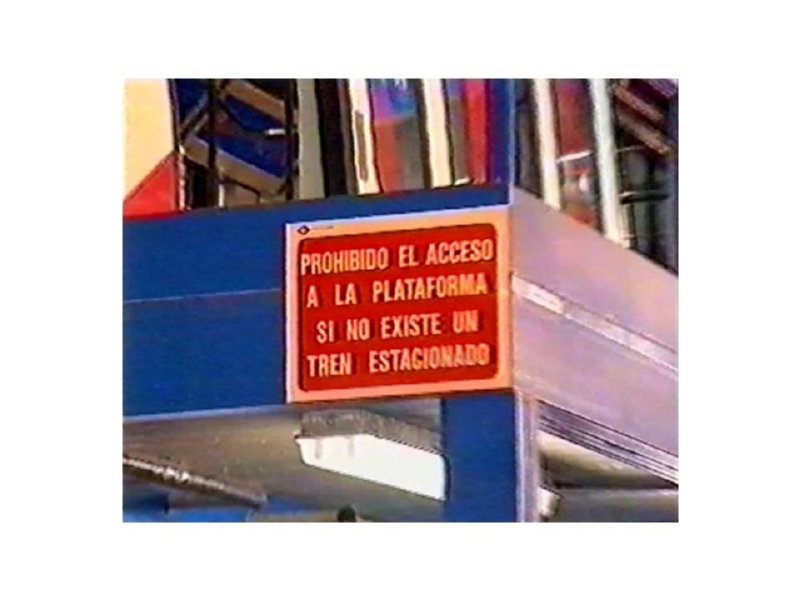 PROHIBIDO EL ACCESO
A LA PLATAFORMA
SI NO EXISTE UN
TREN ESTACIONADO